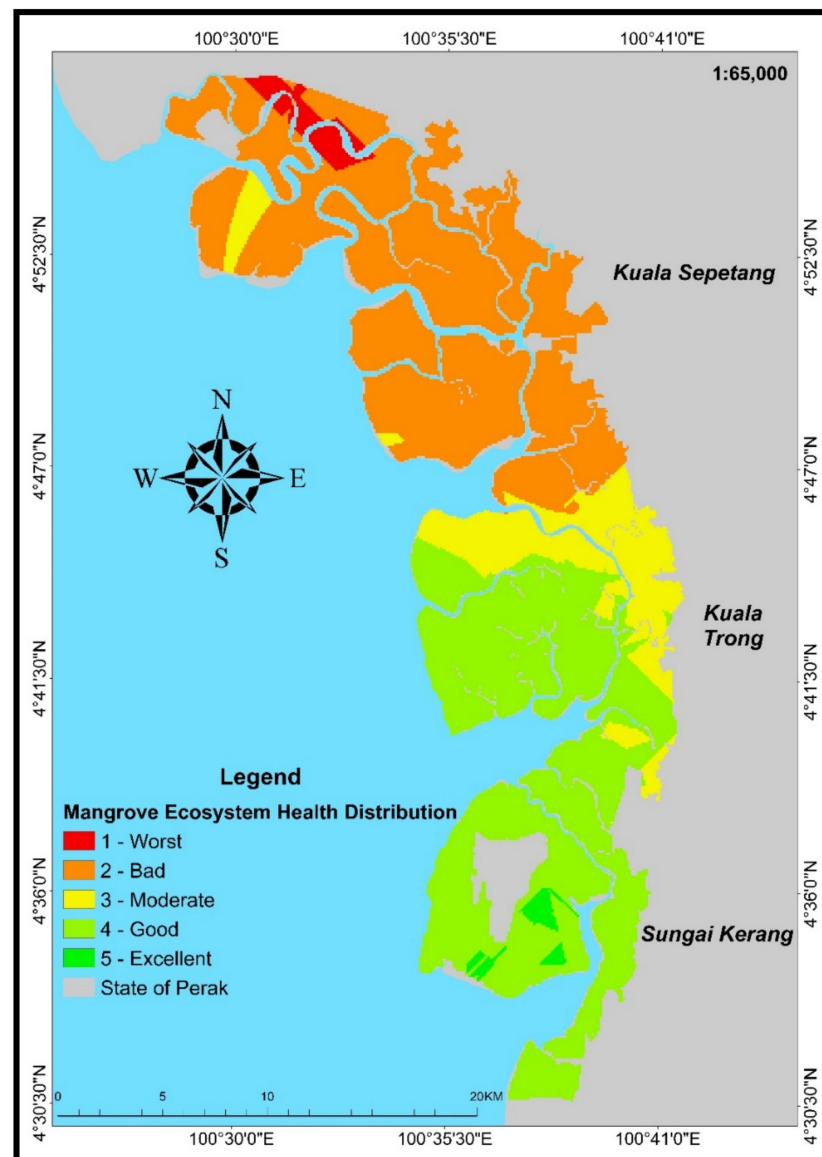 100°30'0"E 100°35'30"E 100°41'0"E
1:65,000
4°52'30"N 4°52'30"N
Kuala Sepetang
N
W E
S
4°47'0"N 4°47'0"N
Kuala
Trong
4°41'30"N 4°41'30"N
Legend
Mangrove Ecosystem Health Distribution
1 - Worst
2 - Bad
3 - Moderate
4 - Good
5 - Excellent
State of Perak
4°36'0"N 4°36'0"N
Sungai Kerang
0 5 10 20KM
4°30'30"N 4°30'30"N
100°30'0"E 100°35'30"E 100°41'0"E